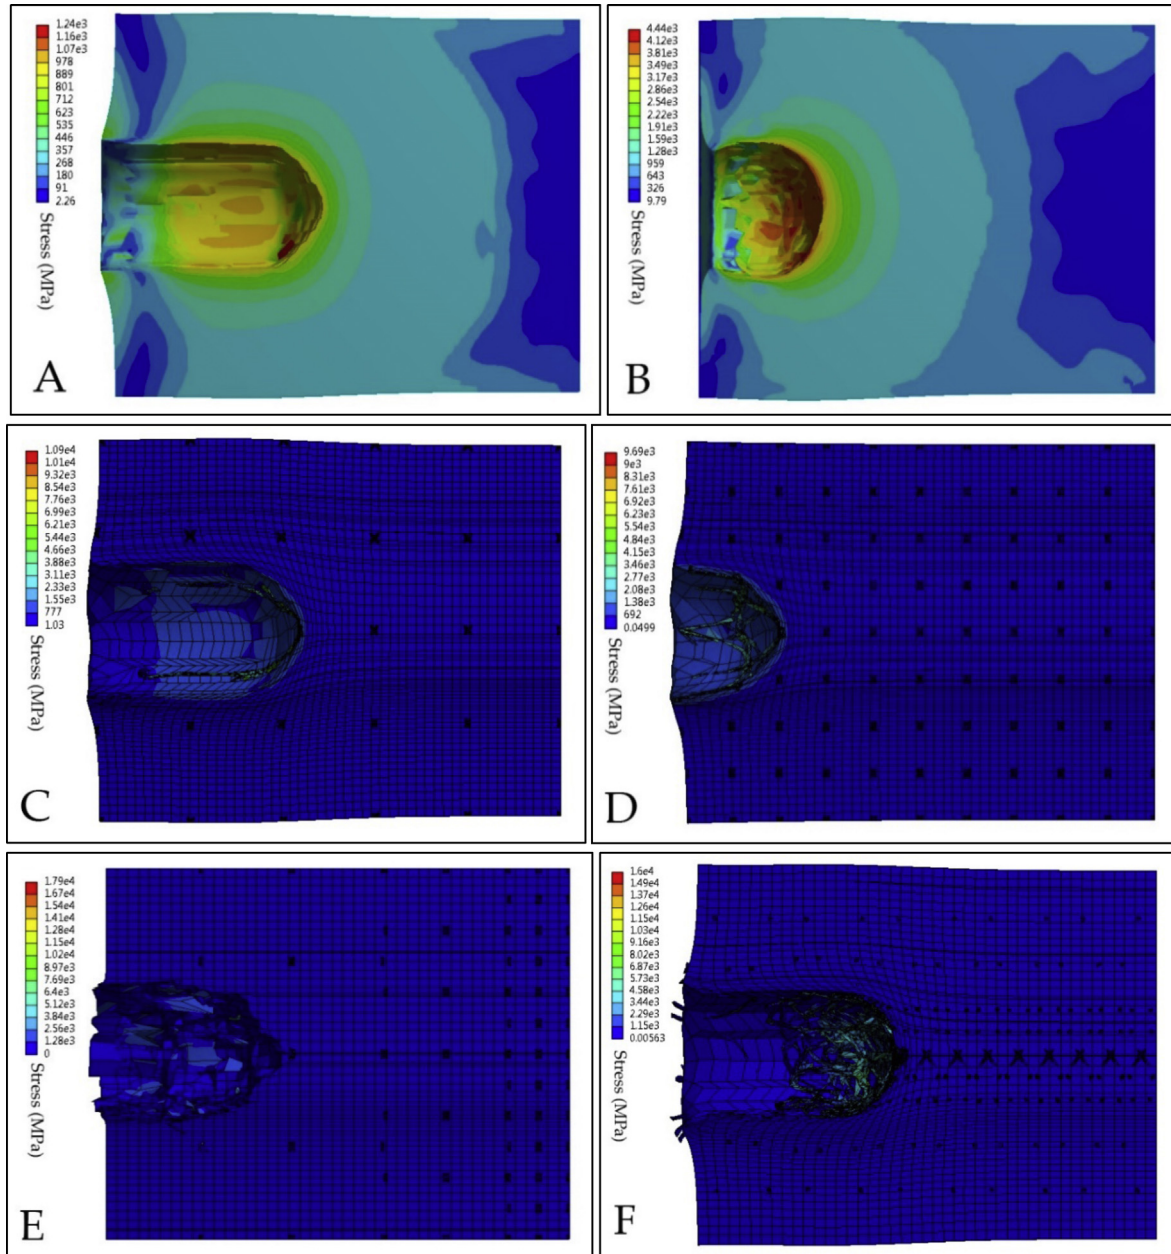 1.24e3
1.16e3
1.07e3
978
889
801
712
623
535
446
357
268
180
91
2.26
Stress (MPa)
A
4.44e3
4.12e3
3.81e3
3.49e3
3.17e3
2.86e3
2.54e3
2.22e3
1.91e3
1.59e3
1.28e3
959
643
326
9.79
Stress (MPa)
B
1.09e4
1.01e4
9.32e3
8.54e3
7.76e3
6.99e3
6.21e3
5.44e3
4.66e3
3.88e3
3.11e3
2.33e3
1.55e3
777
1.03
Stress (MPa)
C
9.69e3
9e3
8.31e3
7.61e3
6.92e3
6.23e3
5.54e3
4.84e3
4.15e3
3.46e3
2.77e3
2.08e3
1.38e3
692
0.0499
Stress (MPa)
D
1.79e4
1.67e4
1.54e4
1.41e4
1.28e4
1.15e4
1.02e4
8.97e3
7.69e3
6.4e3
5.12e3
3.84e3
2.56e3
1.28e3
0
Stress (MPa)
E
1.6e4
1.49e4
1.37e4
1.26e4
1.15e4
1.03e4
9.16e3
8.02e3
6.87e3
5.73e3
4.58e3
3.44e3
2.29e3
1.15e3
0.00563
Stress (MPa)
F